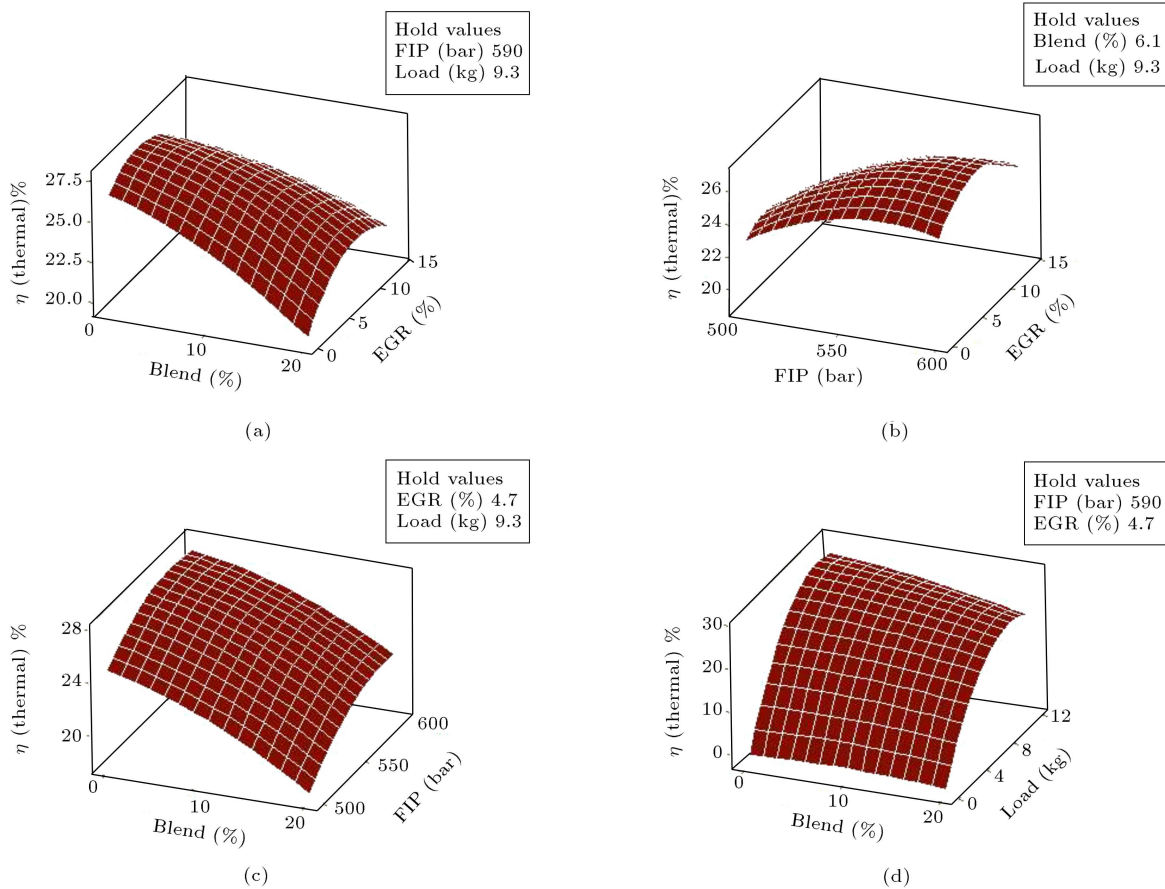 Hold values
FIP (bar) 590
Load (kg) 9.3
η (thermal)%
27.5
25.0
22.5
20.0
0
10
20
Blend (%)
0
5
10
15
EGR (%)
(a)
Hold values
Blend (%) 6.1
Load (kg) 9.3
η (thermal)%
26
24
22
20
500
550
600
FIP (bar)
0
5
10
15
EGR (%)
(b)
Hold values
EGR (%) 4.7
Load (kg) 9.3
η (thermal) %
28
24
20
0
10
20
Blend (%)
500
550
600
FIP (bar)
(c)
Hold values
FIP (bar) 590
EGR (%) 4.7
η (thermal) %
30
20
10
0
0
10
20
Blend (%)
0
4
8
12
Load (kg)
(d)